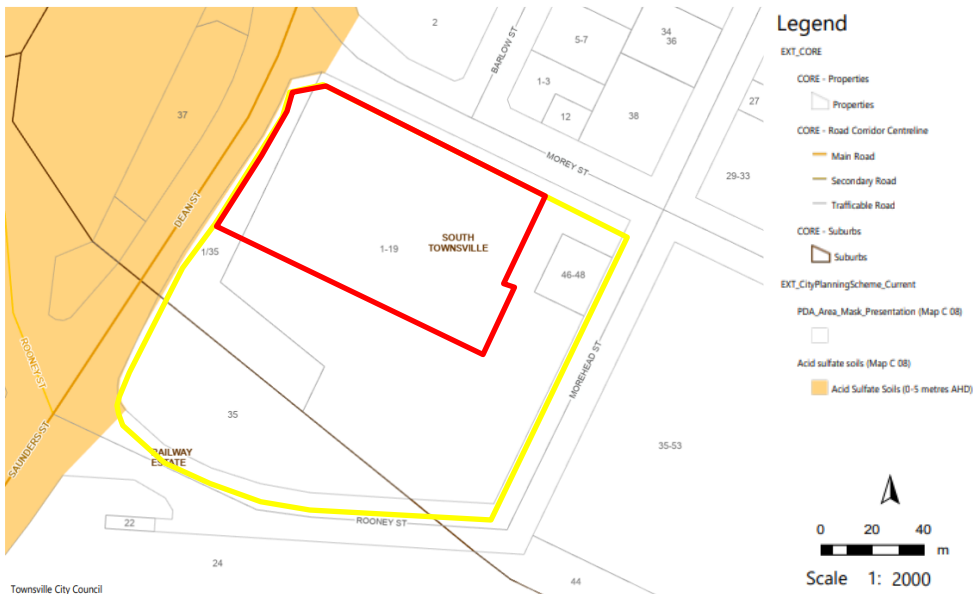 2
BARLOW ST
5-7
34
36
1-3
12
38
27
37
MOREY ST
29-33
DEAN ST
1/35
1-19
SOUTH
TOWNSVILLE
46-48
MOREHEAD ST
ROONEY ST
35
35-53
SAUNDERS ST
RAILWAY
ESTATE
22
ROONEY ST
24
44
Townsville City Council
Legend
EXT_CORE
CORE - Properties
Properties
CORE - Road Corridor Centreline
Main Road
Secondary Road
Trafficable Road
CORE - Suburbs
Suburbs
EXT_CityPlanningScheme_Current
PDA_Area_Mask_Presentation (Map C 08)
Acid sulfate soils (Map C 08)
Acid Sulfate Soils (0-5 metres AHD)
0 20 40
m
Scale 1: 2000